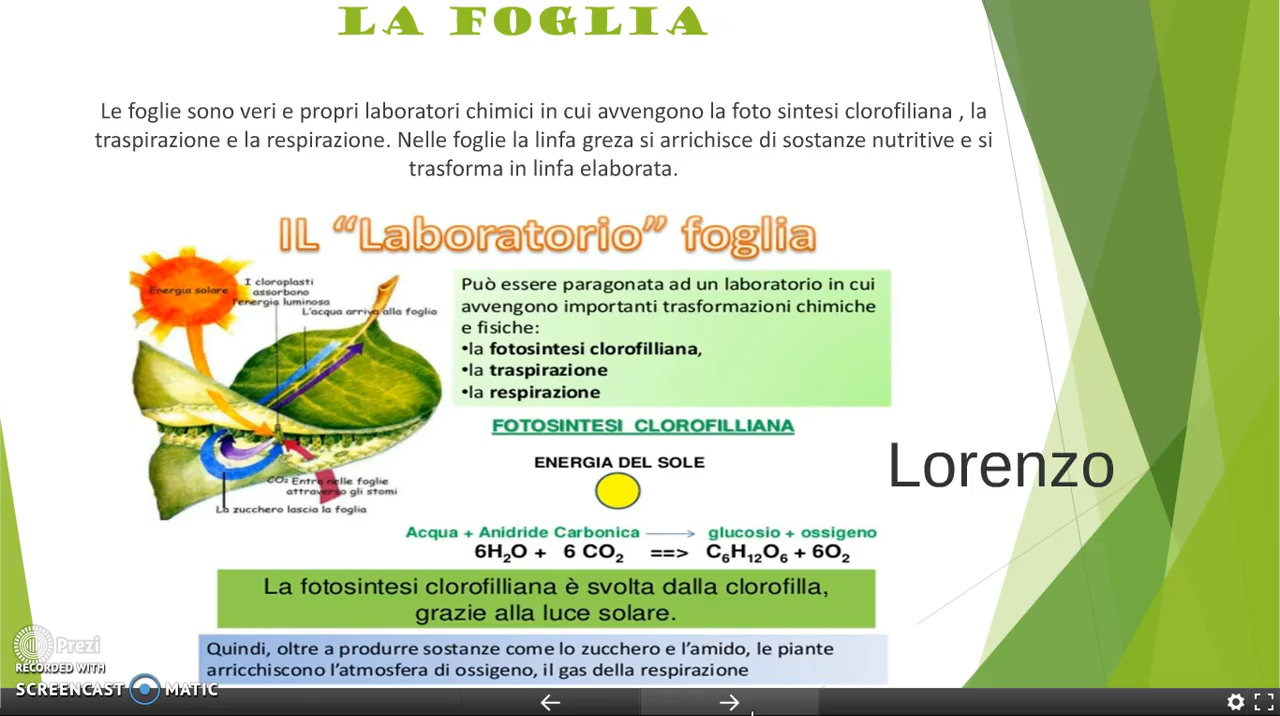 LA FOGLIA
Le foglie sono veri e propri laboratori chimici in cui avvengono la foto sintesi clorofiliana , la
traspirazione e la respirazione. Nelle foglie la linfa greza si arrichisce di sostanze nutritive e si
trasforma in linfa elaborata.
IL “Laboratorio” foglia
Energia solare
I cloroplasti
assorbono
l'energia luminosa
L'acqua arriva alla foglia
CO2 Entra nelle foglie
attraverso gli stomi
La zucchero lascia la foglia
Può essere paragonata ad un laboratorio in cui
avvengono importanti trasformazioni chimiche
e fisiche:
•la fotosintesi clorofilliana,
•la traspirazione
•la respirazione
FOTOSINTESI CLOROFILLIANA
ENERGIA DEL SOLE
Lorenzo
Acqua + Anidride Carbonica → glucosio + ossigeno
6H2O + 6 CO2 ==> C6H12O6 + 6O2
La fotosintesi clorofilliana è svolta dalla clorofilla,
grazie alla luce solare.
Quindi, oltre a produrre sostanze come lo zucchero e l’amido, le piante
arricchiscono l’atmosfera di ossigeno, il gas della respirazione
Prezi
RECORDED WITH
SCREENCAST MATIC